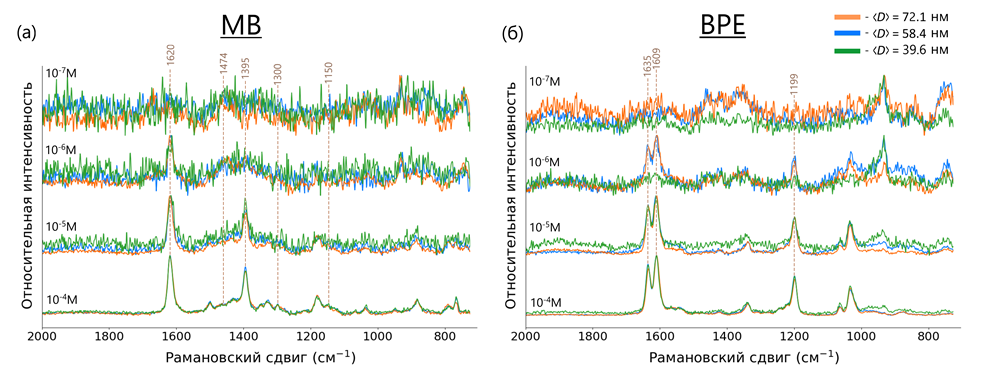 (а)
MB
1620
1474
1395
1300
1150
10⁻⁷M
10⁻⁶M
10⁻⁵M
10⁻⁴M
Относительная интенсивность
2000 1800 1600 1400 1200 1000 800
Рамановский сдвиг (см⁻¹)
(б)
BPE
- ⟨D⟩ = 72.1 нм
- ⟨D⟩ = 58.4 нм
- ⟨D⟩ = 39.6 нм
1635
1609
1199
10⁻⁷M
10⁻⁶M
10⁻⁵M
10⁻⁴M
Относительная интенсивность
2000 1800 1600 1400 1200 1000 800
Рамановский сдвиг (см⁻¹)